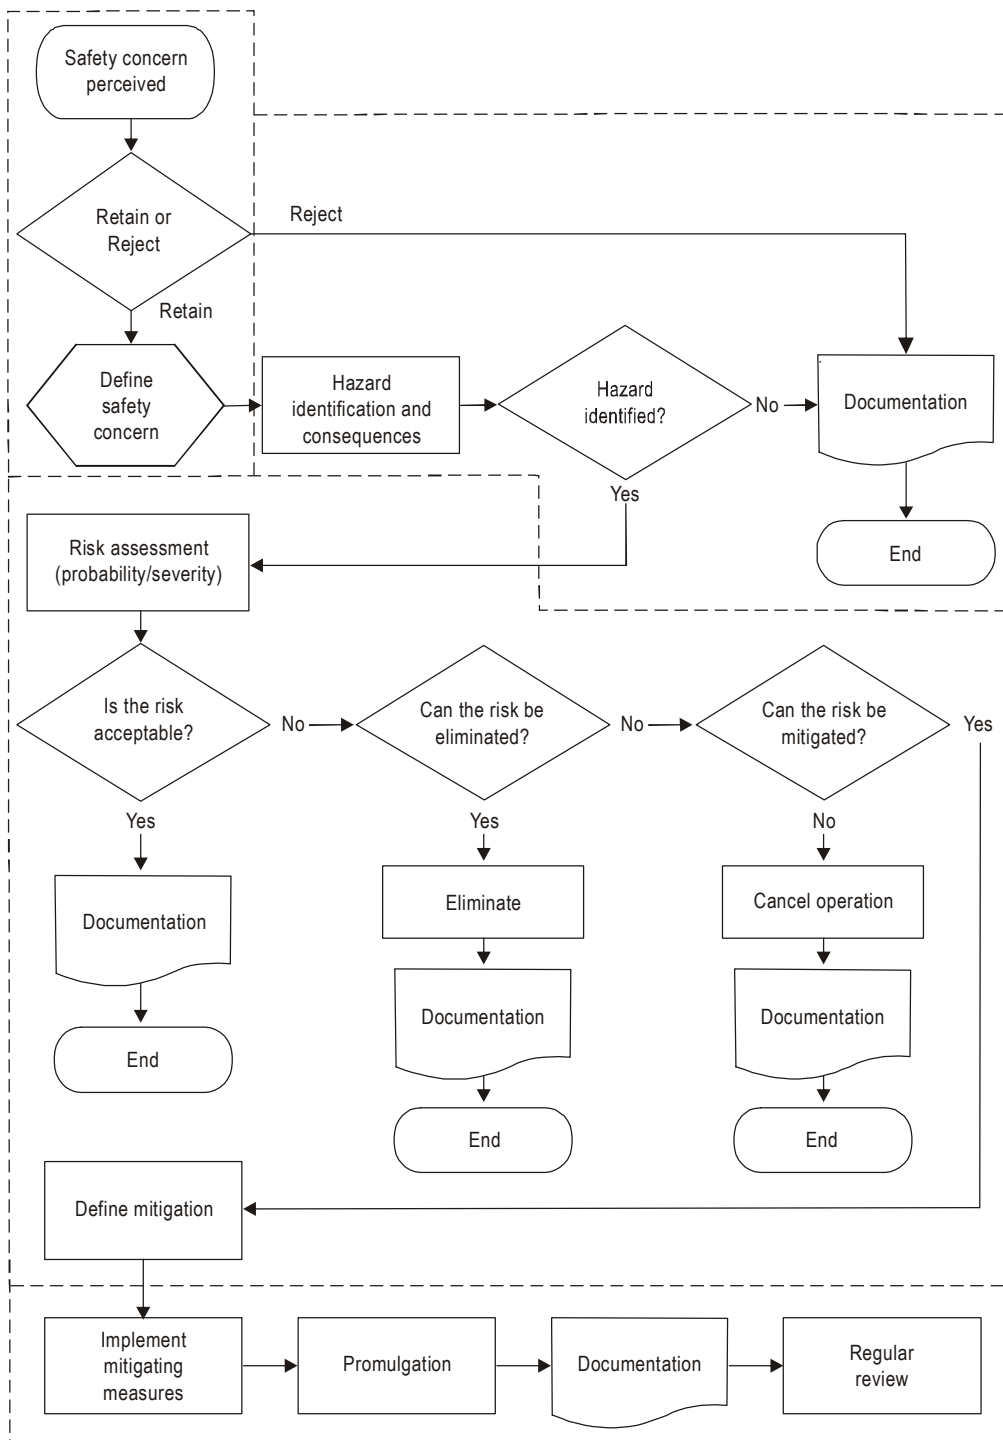 Safety concern
perceived
Retain or
Reject
Reject
Retain
Define
safety
concern
Hazard
identification and
consequences
Hazard
identified?
No
Documentation
Yes
End
Risk assessment
(probability/severity)
Is the risk
acceptable?
No
Can the risk be
eliminated?
No
Can the risk be
mitigated?
Yes
Yes
Yes
No
Documentation
Eliminate
Cancel operation
Documentation
Documentation
End
End
End
Define mitigation
Implement
mitigating
measures
Promulgation
Documentation
Regular
review